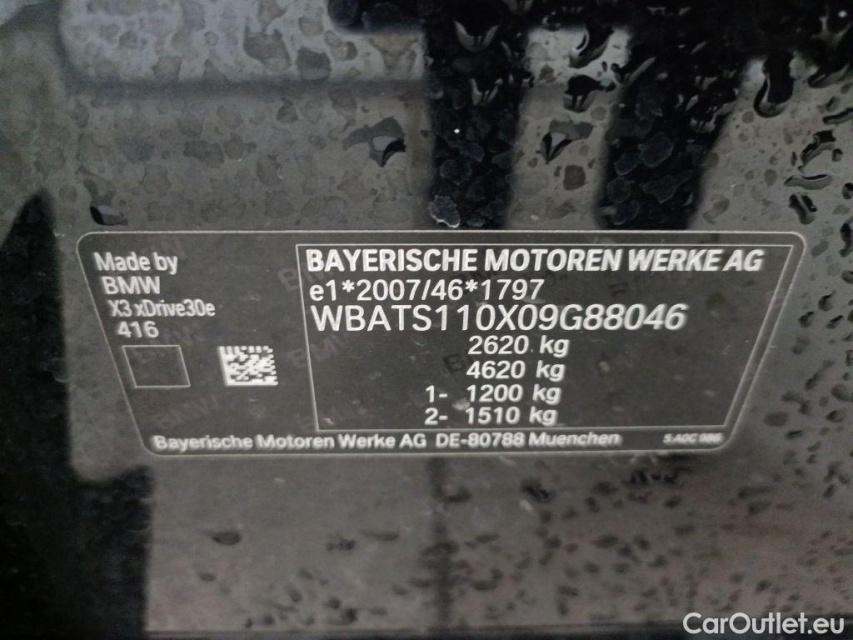 Made by
BMW
X3 xDrive30e
416
BAYERISCHE MOTOREN WERKE AG
e1*2007/46*1797
WBATS110X09G88046
2620 kg
4620 kg
1- 1200 kg
2- 1510 kg
Bayerische Motoren Werke AG DE-80788 Muenchen
CarOutlet.eu